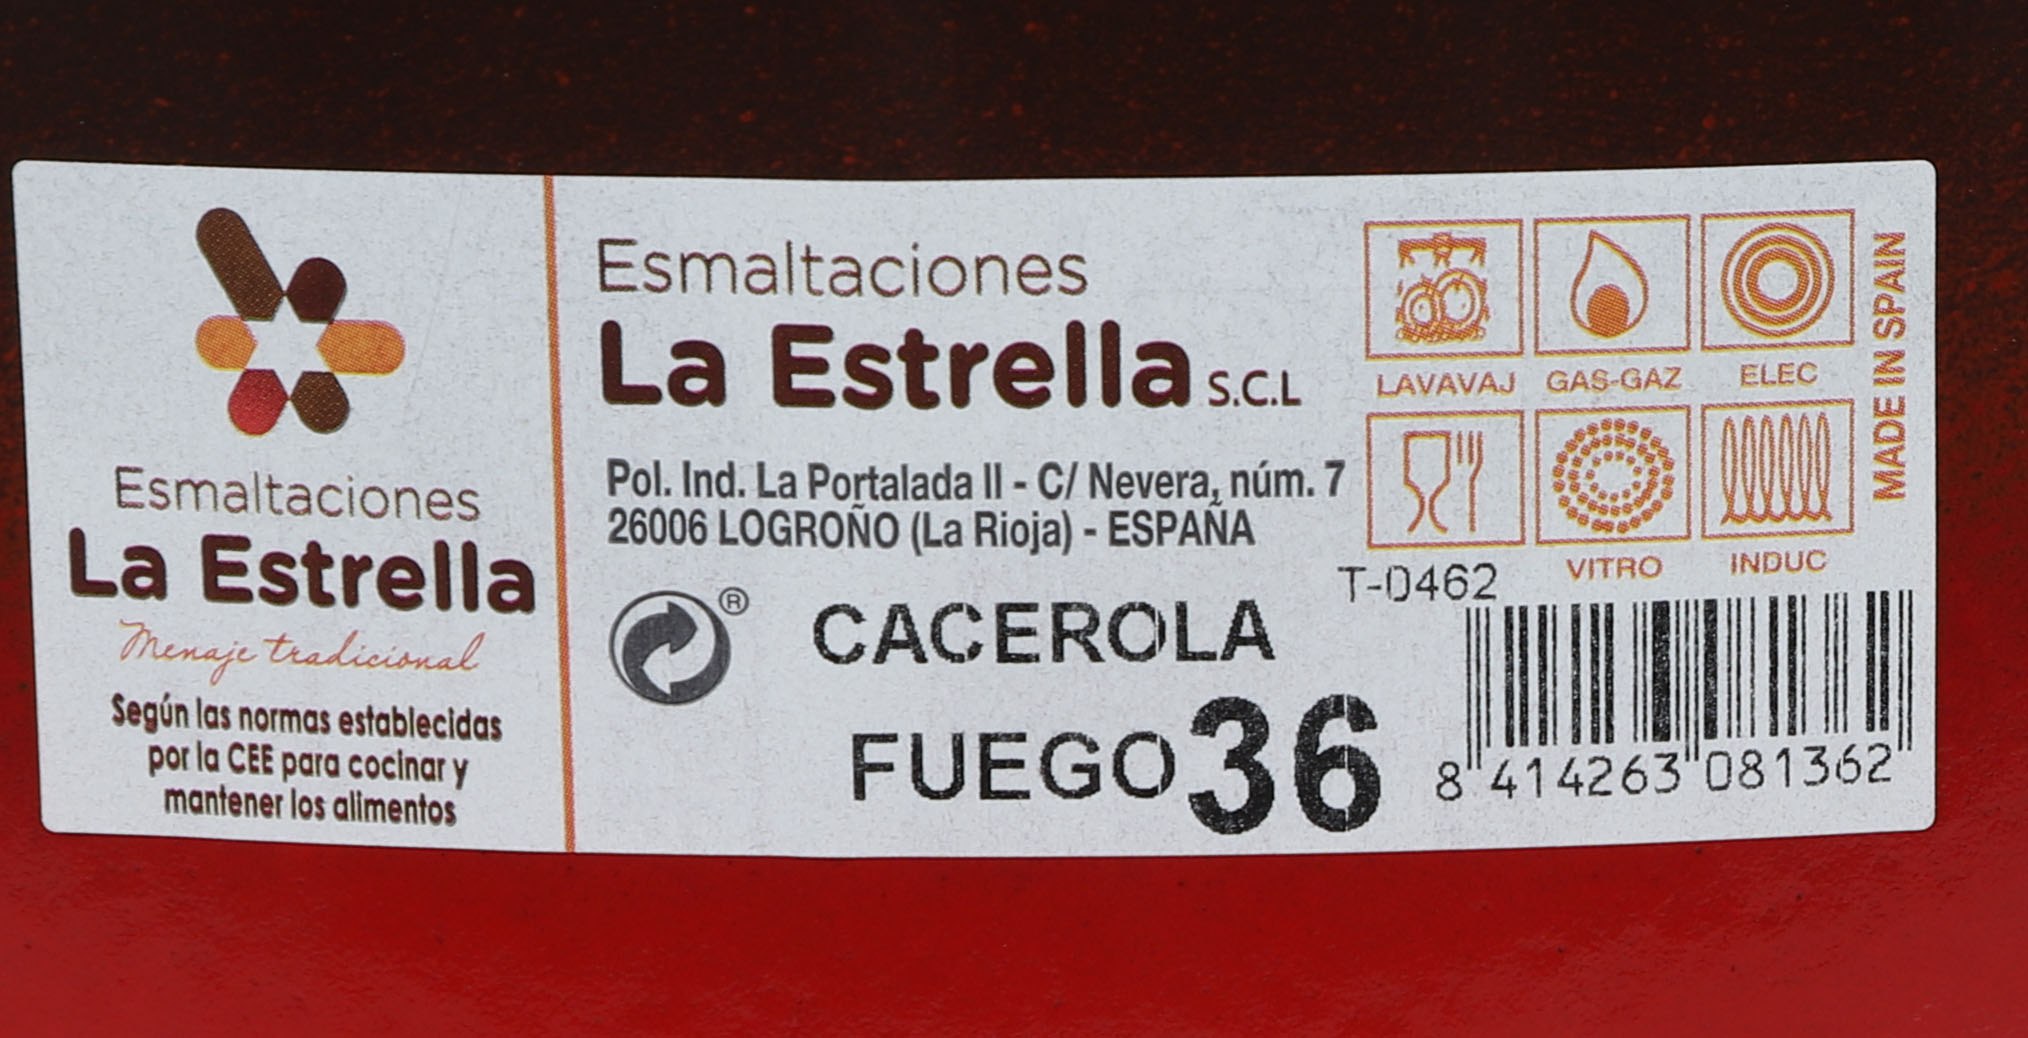 Esmaltaciones
La Estrella
Menaje tradicional
Según las normas establecidas
por la CEE para cocinar y
mantener los alimentos
Esmaltaciones
La Estrella S.C.L
Pol. Ind. La Portalada II - C/ Nevera, núm. 7
26006 LOGROÑO (La Rioja) - ESPAÑA
®
CACEROLA
FUEGO 36
LAVAVAJ GAS-GAZ ELEC
VITRO INDUC
MADE IN SPAIN
T-0462
8 414263 081362